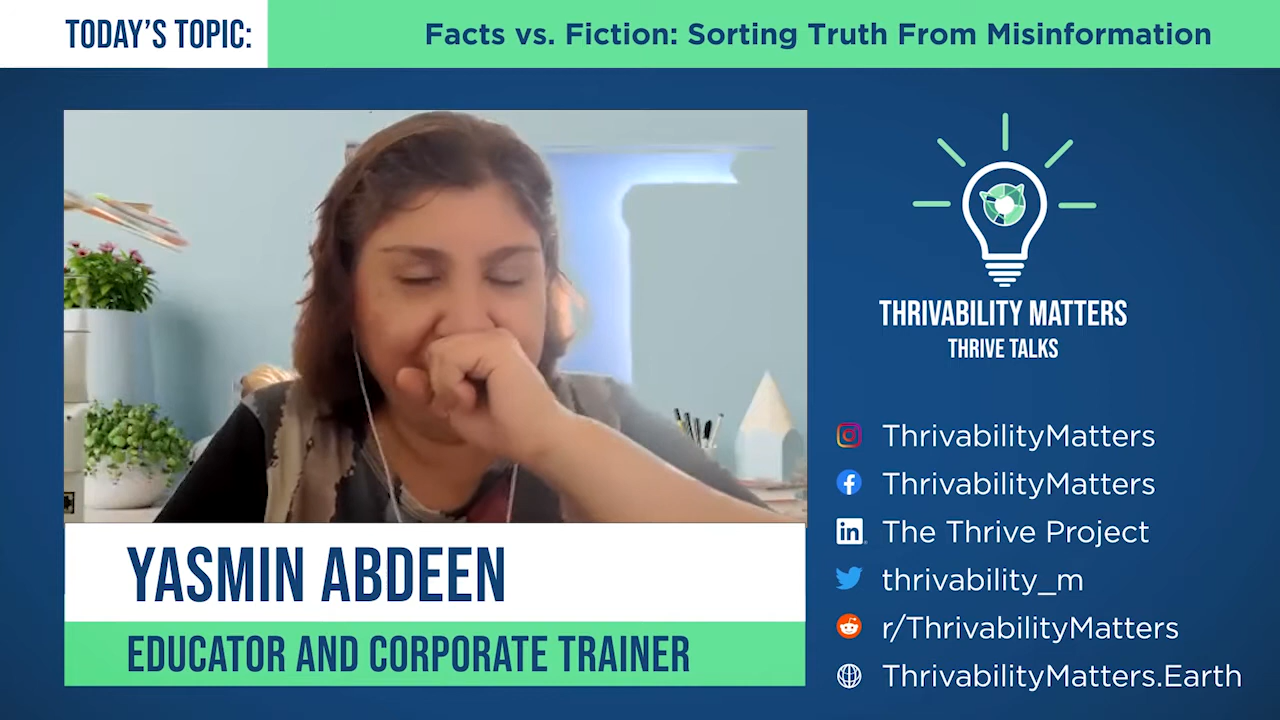 TODAY'S TOPIC:
Facts vs. Fiction: Sorting Truth From Misinformation
THRIVABILITY MATTERS
THRIVE TALKS
ThrivabilityMatters
ThrivabilityMatters
The Thrive Project
thrivability_m
r/ThrivabilityMatters
ThrivabilityMatters.Earth
YASMIN ABDEEN
EDUCATOR AND CORPORATE TRAINER